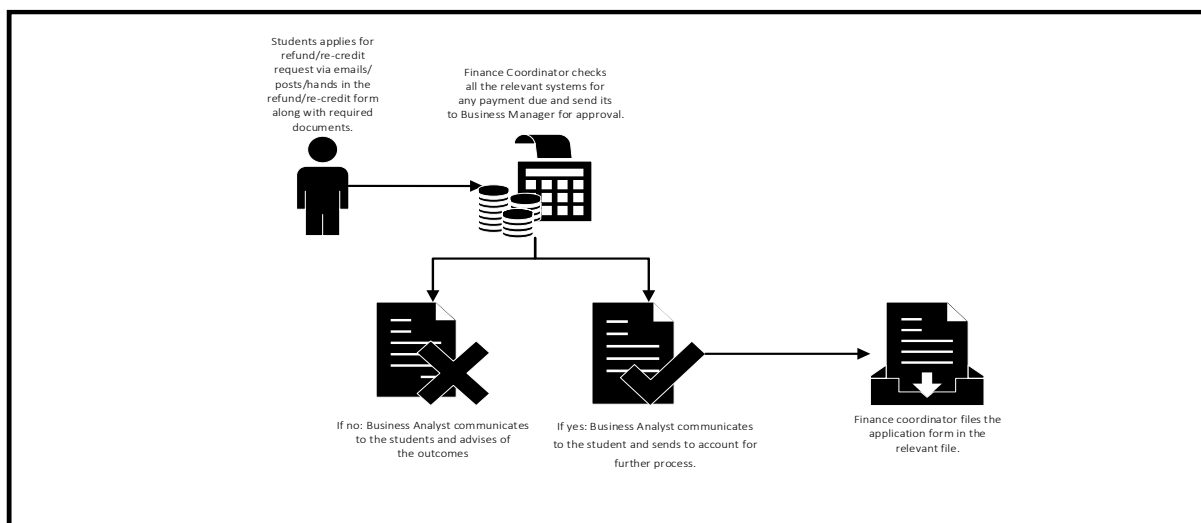 Students applies for
refund/re-credit
request via emails/
posts/hands in the
refund/re-credit form
along with required
documents.
Finance Coordinator checks
all the relevant systems for
any payment due and send its
to Business Manager for approval.
If no: Business Analyst communicates
to the students and advises of
the outcomes
If yes: Business Analyst communicates
to the student and sends to account for
further process.
Finance coordinator files the
application form in the
relevant file.